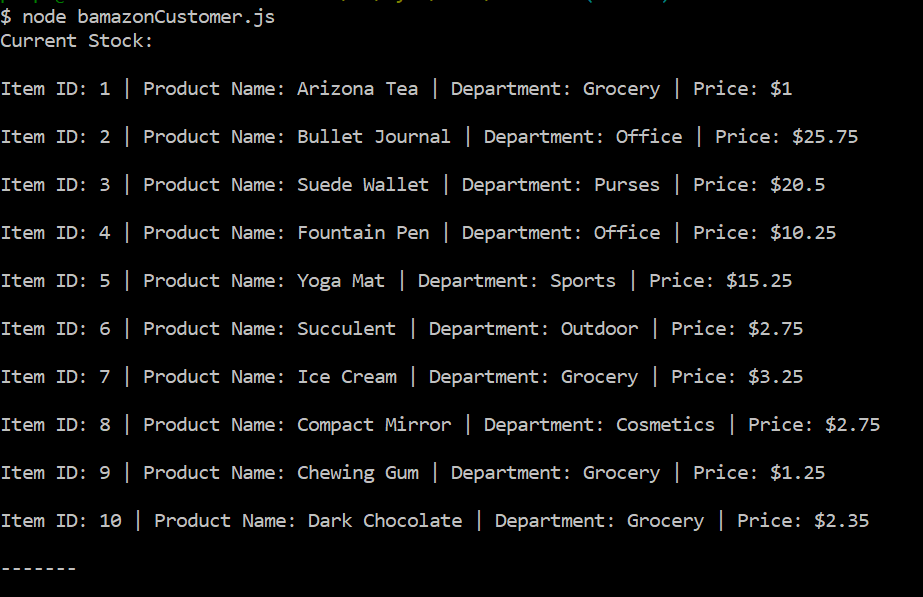 $ node bamazonCustomer.js
Current Stock:
Item ID: 1 | Product Name: Arizona Tea | Department: Grocery | Price: $1
Item ID: 2 | Product Name: Bullet Journal | Department: Office | Price: $25.75
Item ID: 3 | Product Name: Suede Wallet | Department: Purses | Price: $20.5
Item ID: 4 | Product Name: Fountain Pen | Department: Office | Price: $10.25
Item ID: 5 | Product Name: Yoga Mat | Department: Sports | Price: $15.25
Item ID: 6 | Product Name: Succulent | Department: Outdoor | Price: $2.75
Item ID: 7 | Product Name: Ice Cream | Department: Grocery | Price: $3.25
Item ID: 8 | Product Name: Compact Mirror | Department: Cosmetics | Price: $2.75
Item ID: 9 | Product Name: Chewing Gum | Department: Grocery | Price: $1.25
Item ID: 10 | Product Name: Dark Chocolate | Department: Grocery | Price: $2.35
-------